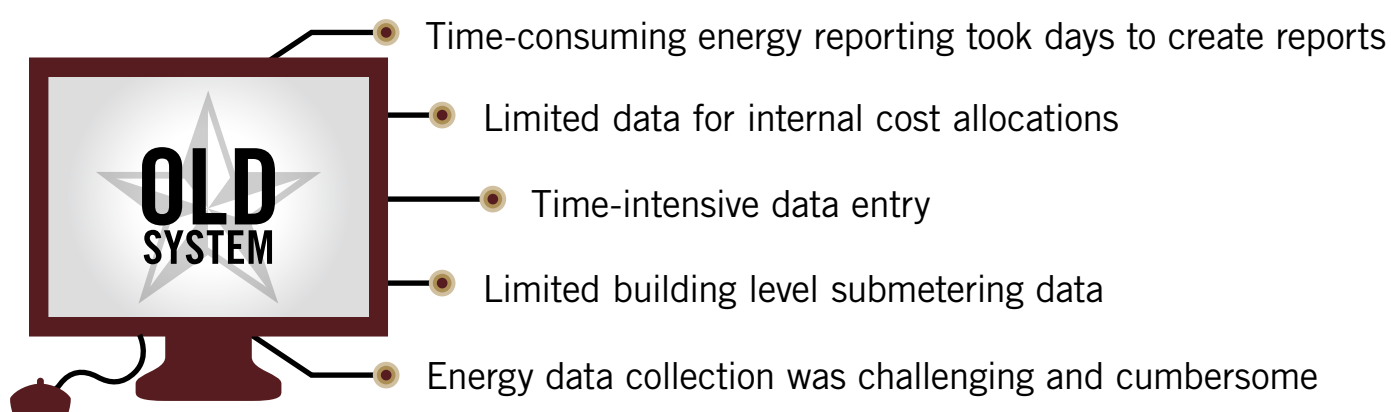 Time-consuming energy reporting took days to create reports
Limited data for internal cost allocations
OLD
SYSTEM
Time-intensive data entry
Limited building level submetering data
Energy data collection was challenging and cumbersome